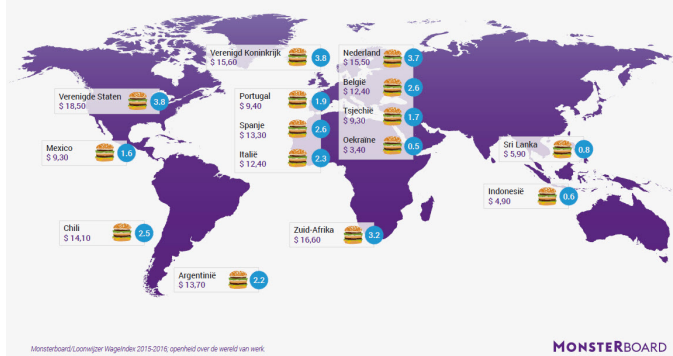 Verenigd Koninkrijk
$ 15,60
3.8
Nederland
$ 15,50
3.7
Verenigde Staten
$ 18,50
3.8
Portugal
$ 9,40
1.9
België
$ 12,40
2.6
Spanje
$ 13,30
2.6
Tsjechië
$ 9,30
1.7
Mexico
$ 9,30
1.6
Italië
$ 12,40
2.3
Oekraïne
$ 3,40
0.5
Sri Lanka
$ 5,90
0.8
Indonesië
$ 4,90
0.6
Chili
$ 14,10
2.5
Zuid-Afrika
$ 16,60
3.2
Argentinië
$ 13,70
2.2
Monsterboard/Loonwijzer WageIndex 2015-2016, openheid over de wereld van werk.
MONSTERBOARD